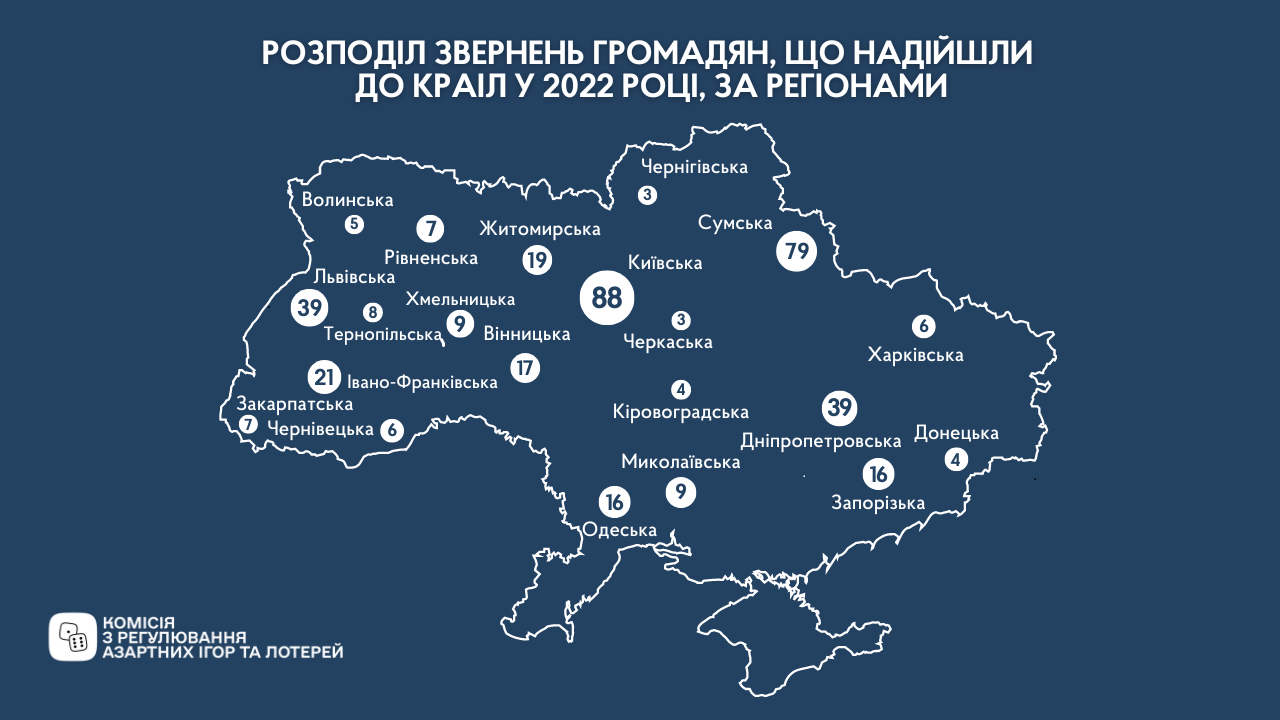 РОЗПОДІЛ ЗВЕРНЕНЬ ГРОМАДЯН, ЩО НАДІЙШЛИ
ДО КРАІЛ У 2022 РОЦІ, ЗА РЕГІОНАМИ
Чернігівська
3
Волинська
5
7
Рівненська
Житомирська
19
Сумська
79
Київська
88
Львівська
39
8
Тернопільська
Хмельницька
9
Вінницька
17
3
Черкаська
6
Харківська
21
Івано-Франківська
Закарпатська
7
Чернівецька
6
4
Кіровоградська
39
Дніпропетровська
Донецька
4
16
Запорізька
Миколаївська
9
16
Одеська
КОМІСІЯ
З РЕГУЛЮВАННЯ
АЗАРТНИХ ІГОР ТА ЛОТЕРЕЙ